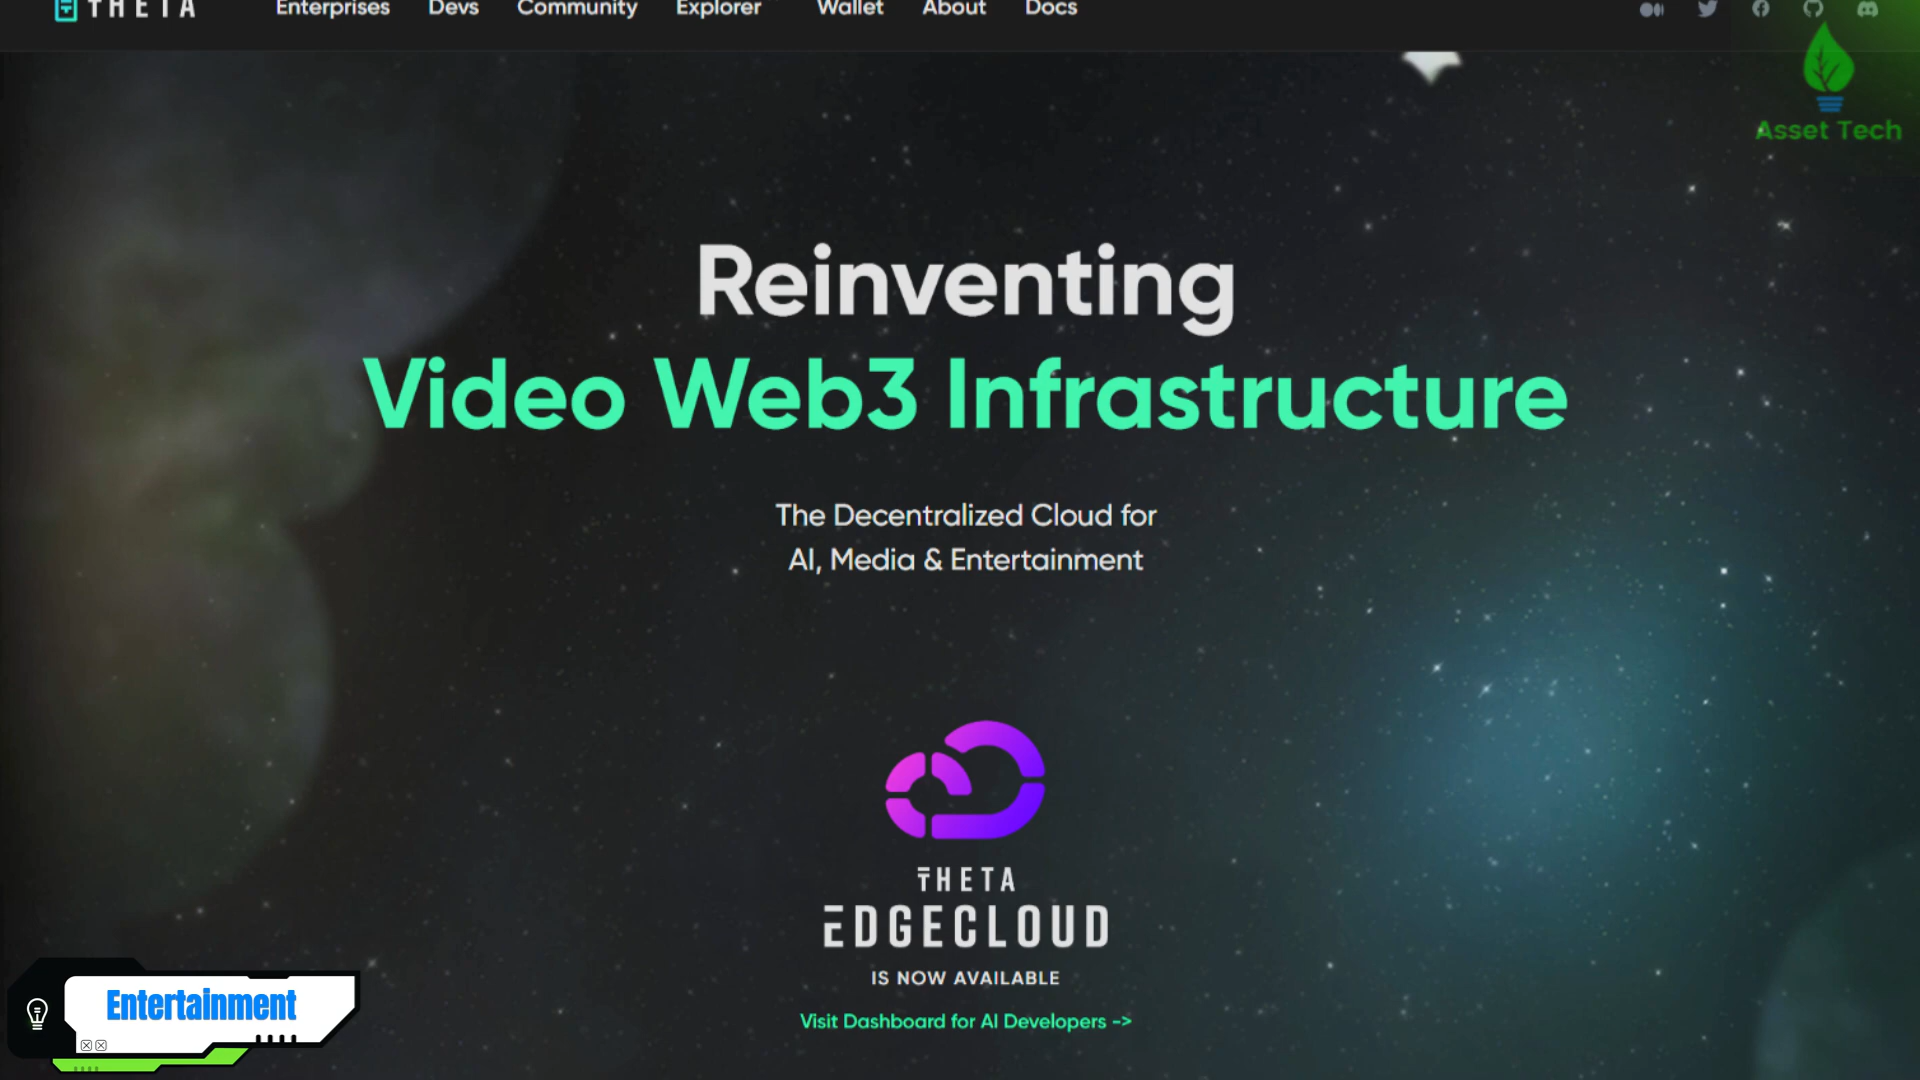 THETA
Enterprises Devs Community Explorer Wallet About Docs
Asset Tech
Reinventing
Video Web3 Infrastructure
The Decentralized Cloud for
AI, Media & Entertainment
THETA
EDGECLOUD
IS NOW AVAILABLE
Visit Dashboard for AI Developers ->
Entertainment